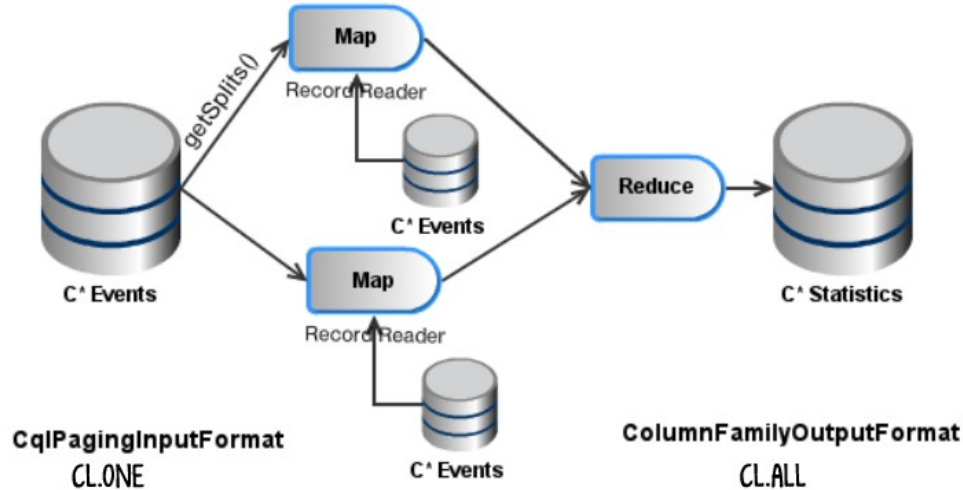 Map
getSplits()
Record Reader
C* Events
C* Events
Reduce
C* Statistics
Map
Record Reader
C* Events
CqlPagingInputFormat
CL.ONE
ColumnFamilyOutputFormat
CL.ALL